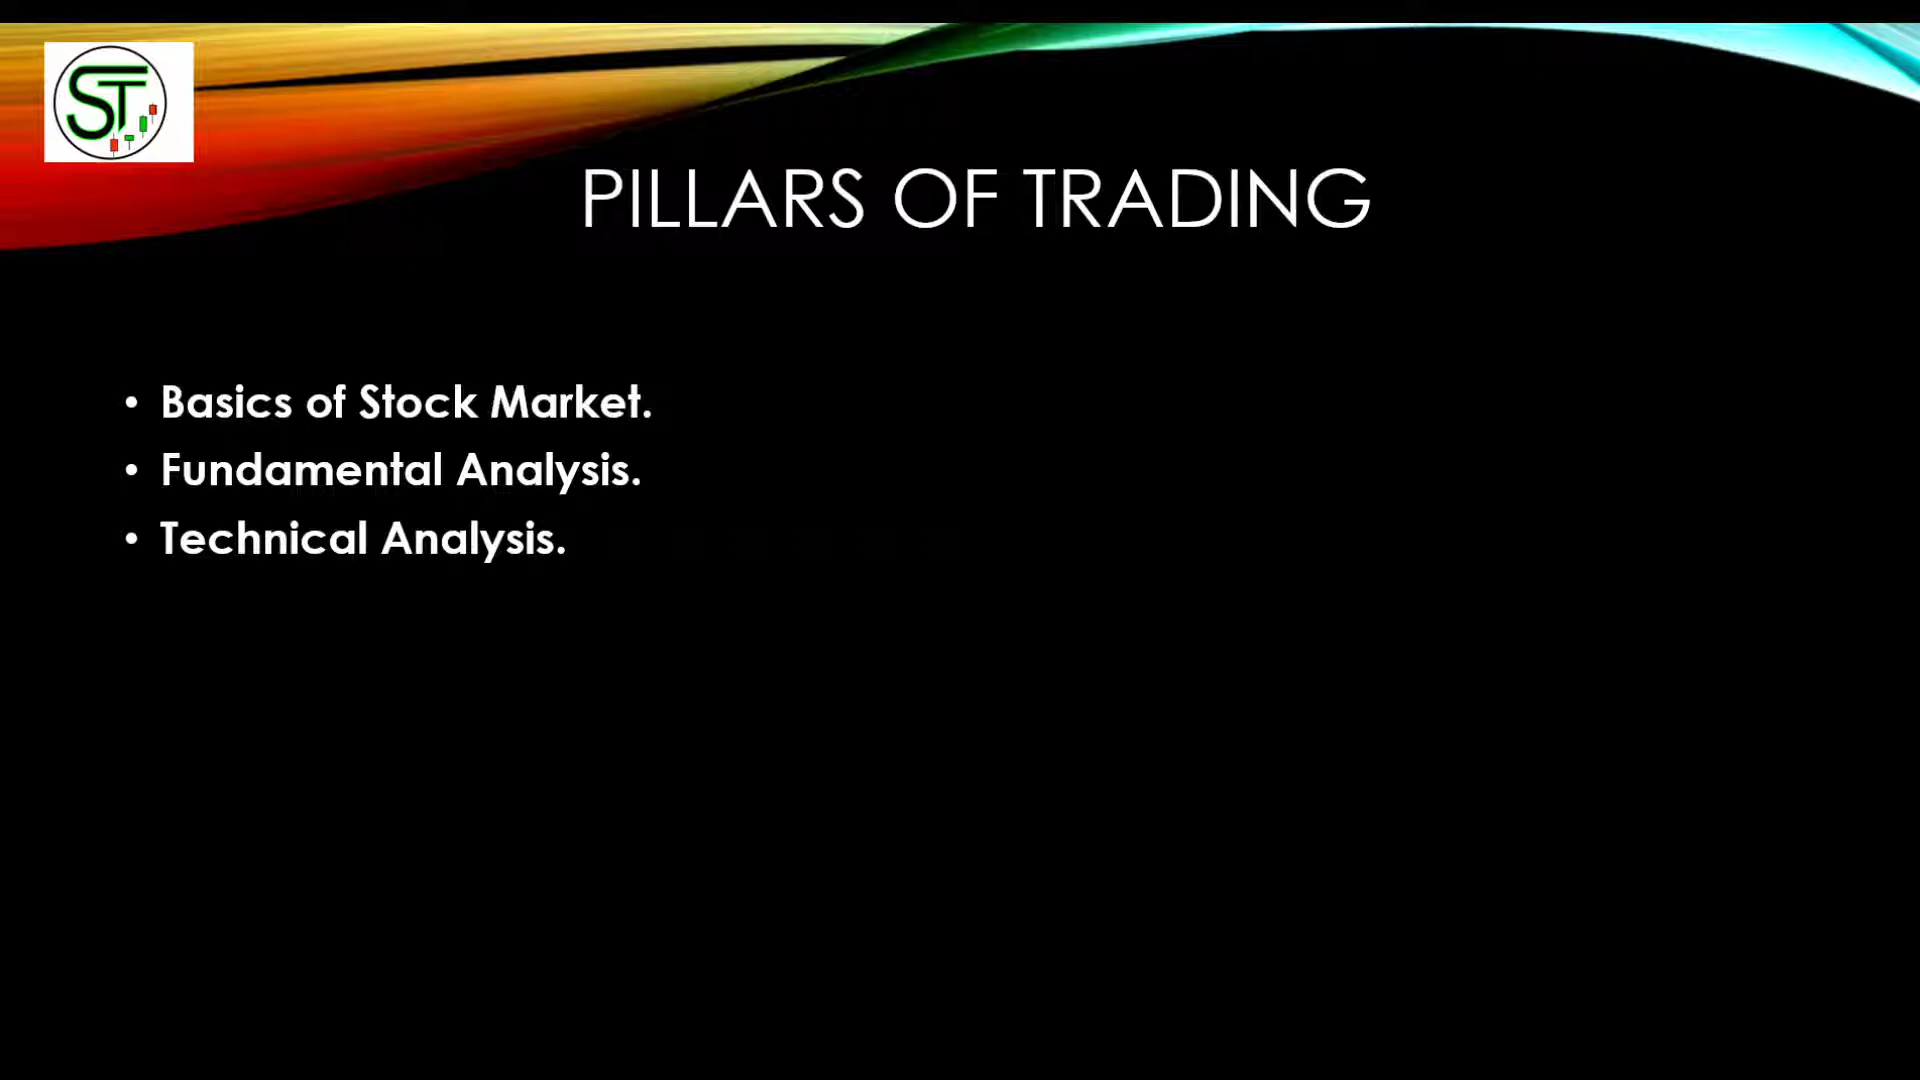 ST
PILLARS OF TRADING
• Basics of Stock Market.
• Fundamental Analysis.
• Technical Analysis.